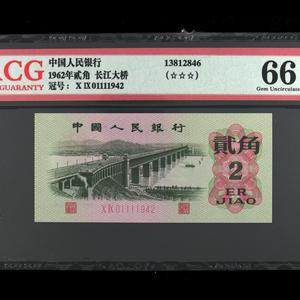 ACG
GUARANTY
中国人民银行
1962年贰角 长江大桥
冠号： X IX 01111942
13812846
(☆☆☆)
66
Gem Uncirculated
中国人民银行
贰角
2
ER
JIAO
X IX 01111942